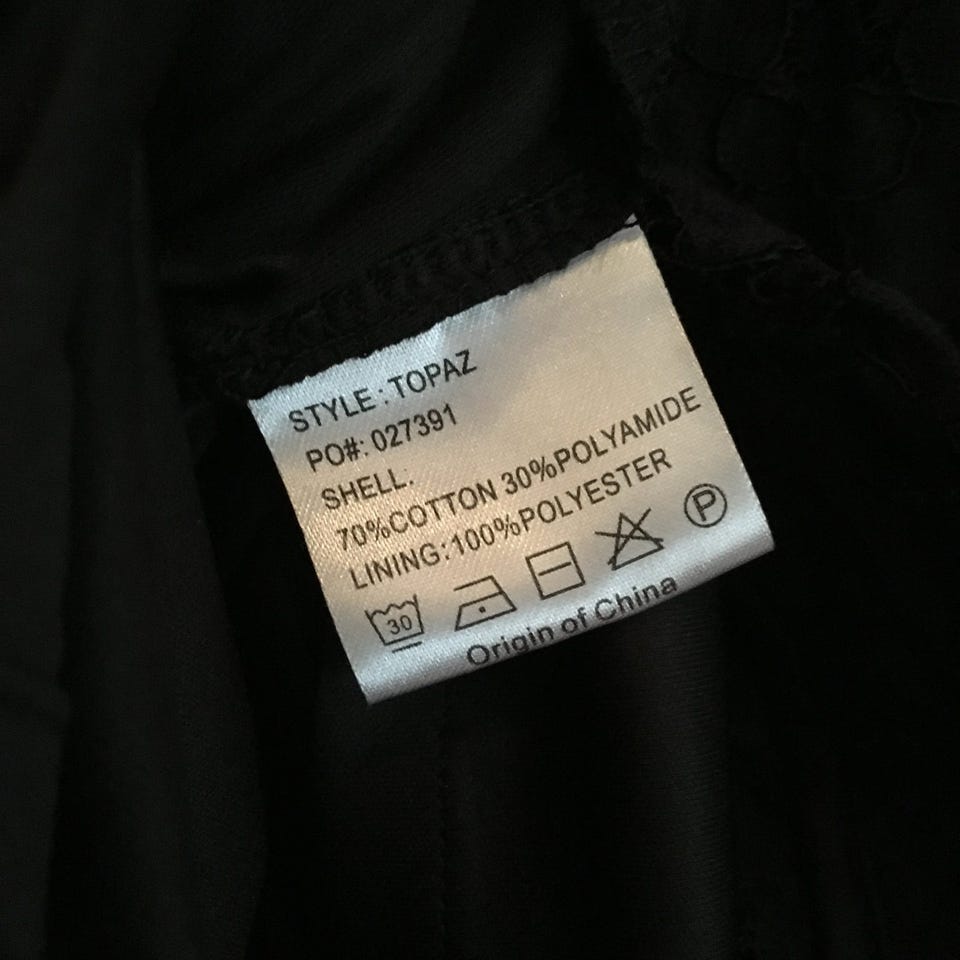 STYLE : TOPAZ
PO#: 027391
SHELL:
70%COTTON 30%POLYAMIDE
LINING:100%POLYESTER
30 P
Origin of China